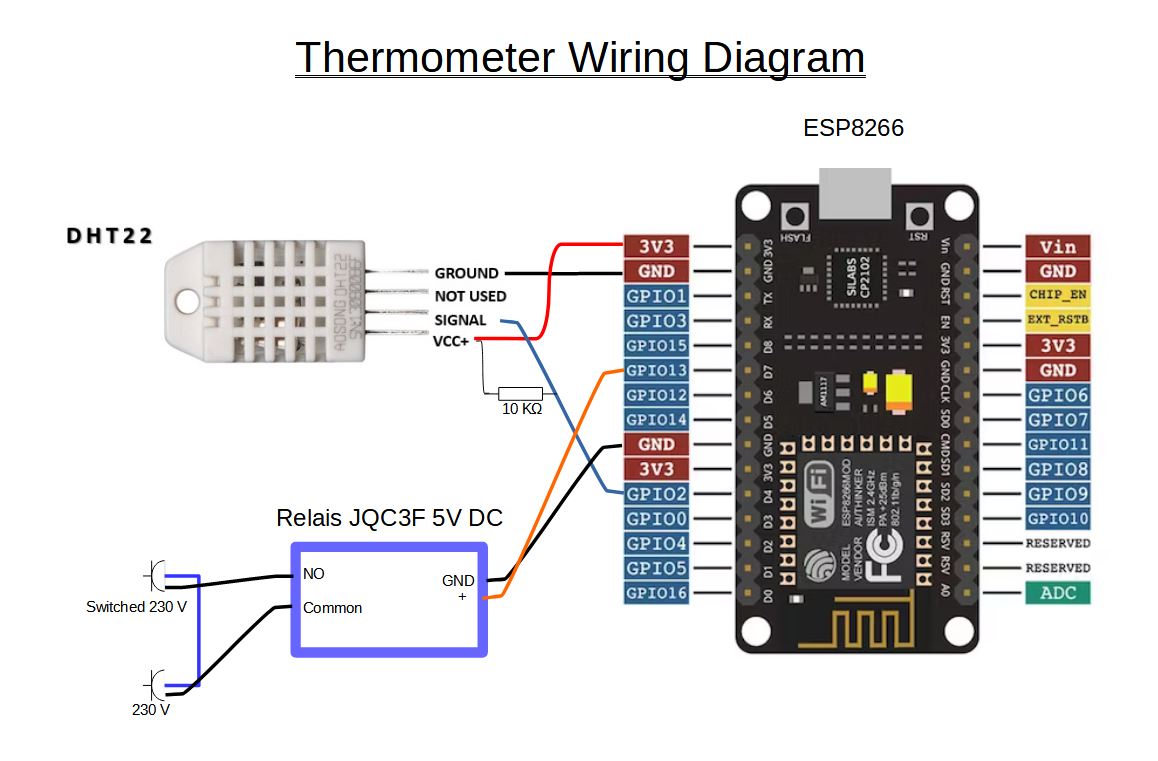 Thermometer Wiring Diagram
ESP8266
DHT22
AOSONG DHT22
GROUND
NOT USED
SIGNAL
VCC+
10 KΩ
3V3
GND
GPIO1
GPIO3
GPIO15
GPIO13
GPIO12
GPIO14
GND
3V3
GPIO2
GPIO0
GPIO4
GPIO5
GPIO16
FLASH
RST
3V3
GND
TX
RX
D8
D7
D6
D5
GND
3V3
D4
D3
D2
D1
D0
SILABS
CP2102
AM1117
WiFi
MODEL ESP8266MOD
VENDOR AI/THINKER
ISM 2.4GHz
PA +25dBm
802.11b/g/n
FC
Vin
GND
RST
EN
3V3
GND
CLK
SD0
CMD
SD1
SD2
SD3
RSV
RSV
A0
Vin
GND
CHIP_EN
EXT_RSTB
3V3
GND
GPIO6
GPIO7
GPIO11
GPIO8
GPIO9
GPIO10
RESERVED
RESERVED
ADC
Relais JQC3F 5V DC
NO
Common
GND
+
Switched 230 V
230 V